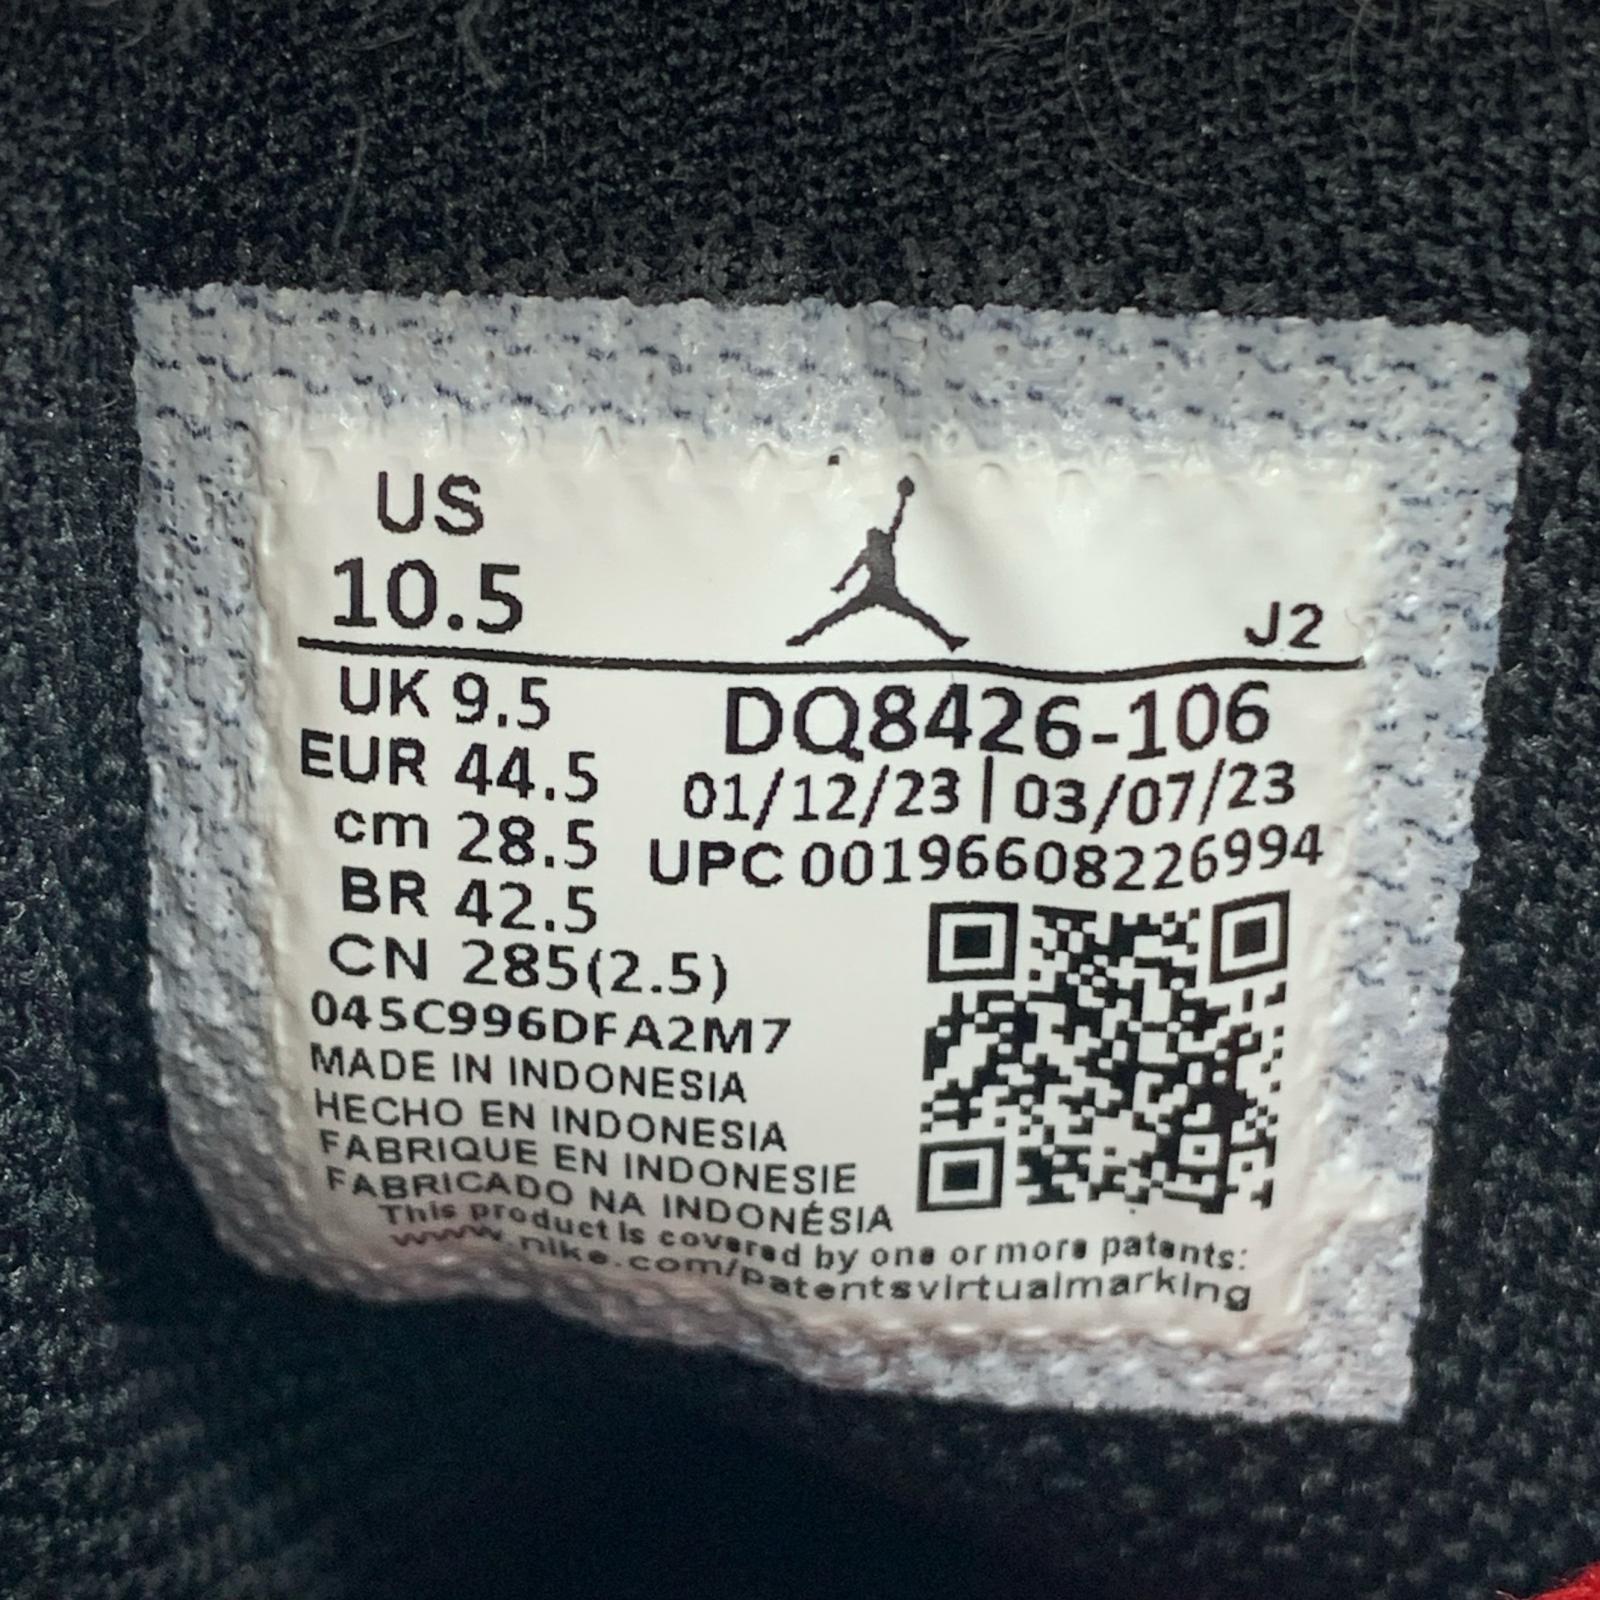 US
10.5
J2
UK 9.5
EUR 44.5
cm 28.5
BR 42.5
CN 285(2.5)
DQ8426-106
01/12/23 | 03/07/23
UPC 00196608226994
045C996DFA2M7
MADE IN INDONESIA
HECHO EN INDONESIA
FABRIQUE EN INDONESIE
FABRICADO NA INDONÉSIA
This product is covered by one or more patents:
www.nike.com/patentsvirtualmarking